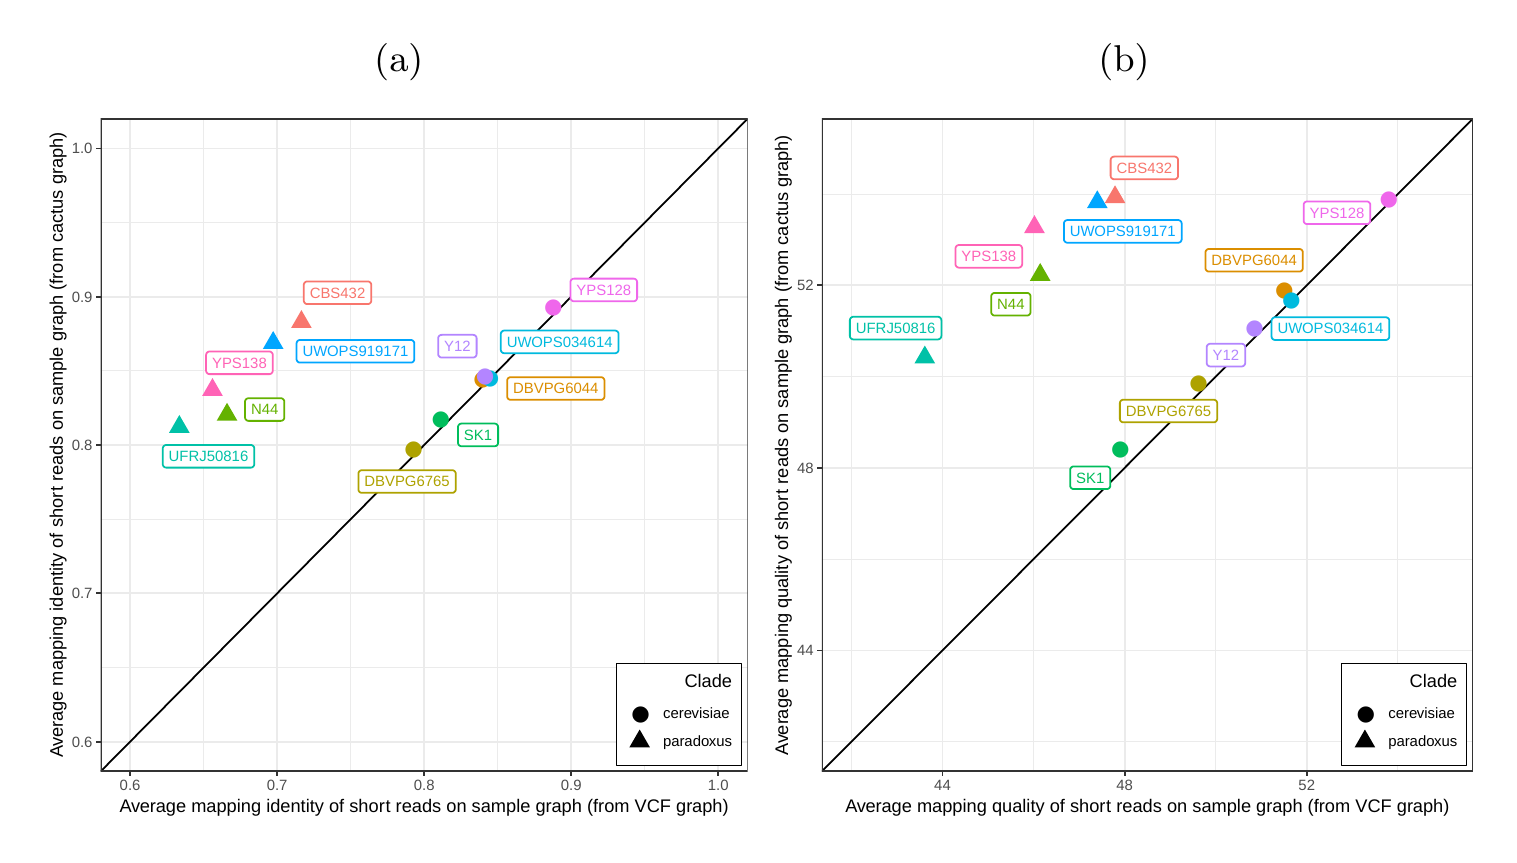 (a)
Average mapping identity of short reads on sample graph (from cactus graph)
1.0
0.9
0.8
0.7
0.6
CBS432
YPS128
UWOPS034614
Y12
UWOPS919171
YPS138
DBVPG6044
N44
SK1
UFRJ50816
DBVPG6765
Clade
cerevisiae
paradoxus
0.6
0.7
0.8
0.9
1.0
Average mapping identity of short reads on sample graph (from VCF graph)
(b)
Average mapping quality of short reads on sample graph (from cactus graph)
52
48
44
CBS432
YPS128
UWOPS919171
YPS138
DBVPG6044
N44
UFRJ50816
UWOPS034614
Y12
DBVPG6765
SK1
Clade
cerevisiae
paradoxus
44
48
52
Average mapping quality of short reads on sample graph (from VCF graph)